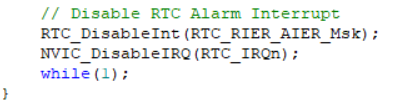 // Disable RTC Alarm Interrupt
RTC_DisableInt(RTC_RIER_AIER_Msk);
NVIC_DisableIRQ(RTC_IRQn);
while(1);
}